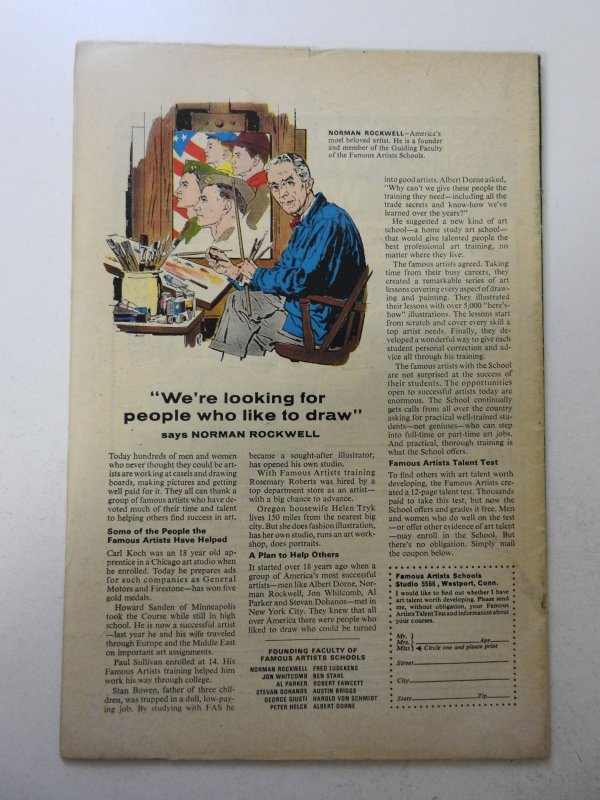 NORMAN ROCKWELL—America's
most beloved artist. He is a founder
and member of the Guiding Faculty
of the Famous Artists Schools.
"We're looking for
people who like to draw"
says NORMAN ROCKWELL
Today hundreds of men and women
who never thought they could be art-
ists are working at easels and drawing
boards, making pictures and getting
well paid for it. They all can thank a
group of famous artists who have de-
voted much of their time and talent
to helping others find success in art.
Some of the People the
Famous Artists Have Helped
Carl Koch was an 18 year old ap-
prentice in a Chicago art studio when
he enrolled. Today he prepares ads
for such companies as General
Motors and Firestone—has won five
gold medals.
Howard Sanden of Minneapolis
took the Course while still in high
school. He is now a successful artist
—last year he and his wife traveled
through Europe and the Middle East
on important art assignments.
Paul Sullivan enrolled at 14. His
Famous Artists training helped him
work his way through college.
Stan Bowen, father of three chil-
dren, was trapped in a dull, low-pay-
ing job. By studying with FAS he
became a sought-after illustrator,
has opened his own studio.
With Famous Artists training
Rosemary Roberts was hired by a
top department store as an artist—
with a big chance to advance.
Oregon housewife Helen Tryk
lives 150 miles from the nearest big
city. But she does fashion illustration,
has her own studio, runs an art work-
shop, does portraits.
A Plan to Help Others
It started over 18 years ago when a
group of America's most successful
artists—men like Albert Dorne, Nor-
man Rockwell, Jon Whitcomb, Al
Parker and Stevan Dohanos—met in
New York City. They knew that all
over America there were people who
liked to draw who could be turned
FOUNDING FACULTY OF
FAMOUS ARTISTS SCHOOLS
NORMAN ROCKWELL FRED LUDEKENS
JON WHITCOMB BEN STAHL
AL PARKER ROBERT FAWCETT
STEVAN DOHANOS AUSTIN BRIGGS
GEORGE GIUSTI HAROLD VON SCHMIDT
PETER HELCK ALBERT DORNE
into good artists. Albert Dorne asked,
"Why can't we give these people the
training they need—including all the
trade secrets and know-how we've
learned over the years?"
He suggested a new kind of art
school—a home study art school—
that would give talented people the
best professional art training, no
matter where they live.
The famous artists agreed. Taking
time from their busy careers, they
created a remarkable series of art
lessons covering every aspect of draw-
ing and painting. They illustrated
their lessons with over 5,000 "here's-
how" illustrations. The lessons start
from scratch and cover every skill a
top artist needs. Finally, they de-
veloped a wonderful way to give each
student personal correction and ad-
vice all through his training.
The famous artists with the School
are not surprised at the success of
their students. The opportunities
open to successful artists today are
enormous. The School continually
gets calls from all over the country
asking for practical well-trained stu-
dents—not geniuses—who can step
into full-time or part-time art jobs.
And practical, thorough training is
what the School offers.
Famous Artists Talent Test
To find others with art talent worth
developing, the Famous Artists cre-
ated a 12-page talent test. Thousands
paid to take this test, but now the
School offers and grades it free. Men
and women who do well on the test
—or offer other evidence of art talent
—may enroll in the School. But
there's no obligation. Simply mail
the coupon below.
Famous Artists Schools
Studio 5566, Westport, Conn.
I would like to find out whether I have
art talent worth developing. Please send
me, without obligation, your Famous
Artists Talent Test and information about
your courses.
Mr.
Mrs. Age
Miss Circle one and please print
Street
City
State Zip